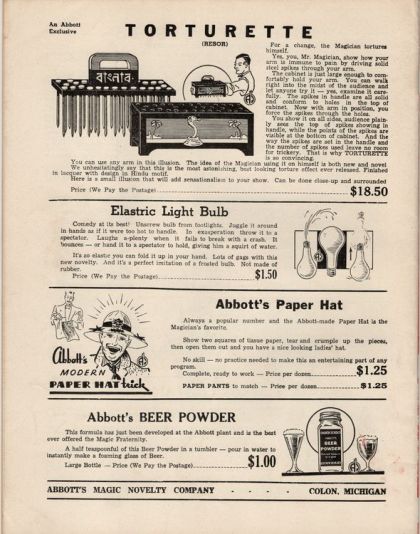 An Abbott
Exclusive
TORTURETTE
(RESOR)
For a change, the Magician tortures
himself.
Yes, you, Mr. Magician, show how your
arm is immune to pain by driving solid
steel spikes through your arm.
The cabinet is just large enough to com-
fortably hold your arm. You can walk
right into the midst of the audience and
let anyone try it — yes, examine it care-
fully. The spikes in handle are all solid
and conform to holes in the top of
cabinet. Now with arm in position, you
force the spikes through the holes.
You show it on all sides, audience plain-
ly sees the top of spikes showing in
handle, while the points of the spikes are
visible at the bottom of cabinet. And the
way the spikes are set in the handle and
the number of spikes used leave no room
for trickery. That is why TORTURETTE
is so convincing.
You can use any arm in this illusion. The idea of the Magician using it on himself is both new and novel
We unhesitatingly say that this is the most astonishing, best looking torture effect ever released. Finished
in lacquer with design in Hindu motif.
Here is a small illusion that will add sensationalism to your show. Can be done close-up and surrounded
Price (We Pay the Postage) $18.50
Elastric Light Bulb
Comedy at its best! Unscrew bulb from footlights. Juggle it around
in hands as if it were too hot to handle. In exasperation throw it to a
spectator. Laughs a-plenty when it fails to break with a crash. It
bounces — or hand it to a spectator to hold, giving him a squirt of water.
It's so elastic you can fold it up in your hand. Lots of gags with this
new novelty. And it's a perfect imitation of a frosted bulb. Not made of
rubber.
Price (We Pay the Postage) $1.50
Abbott's Paper Hat
Always a popular number and the Abbott-made Paper Hat is the
Magician's favorite.
Show two squares of tissue paper, tear and crumple up the pieces,
then open them out and you have a nice looking ladies' hat.
No skill — no practice needed to make this an entertaining part of any
program.
Complete, ready to work — Price per dozen $1.25
PAPER PANTS to match — Price per dozen $1.25
Abbott's
MODERN
PAPER HAT trick
Abbott's BEER POWDER
This formula has just been developed at the Abbott plant and is the best
ever offered the Magic Fraternity.
A half teaspoonful of this Beer Powder in a tumbler — pour in water to
instantly make a foaming glass of Beer.
Large Bottle — Price (We Pay the Postage) $1.00
BEER
POWDER
ABBOTT'S MAGIC NOVELTY COMPANY - - - - COLON, MICHIGAN